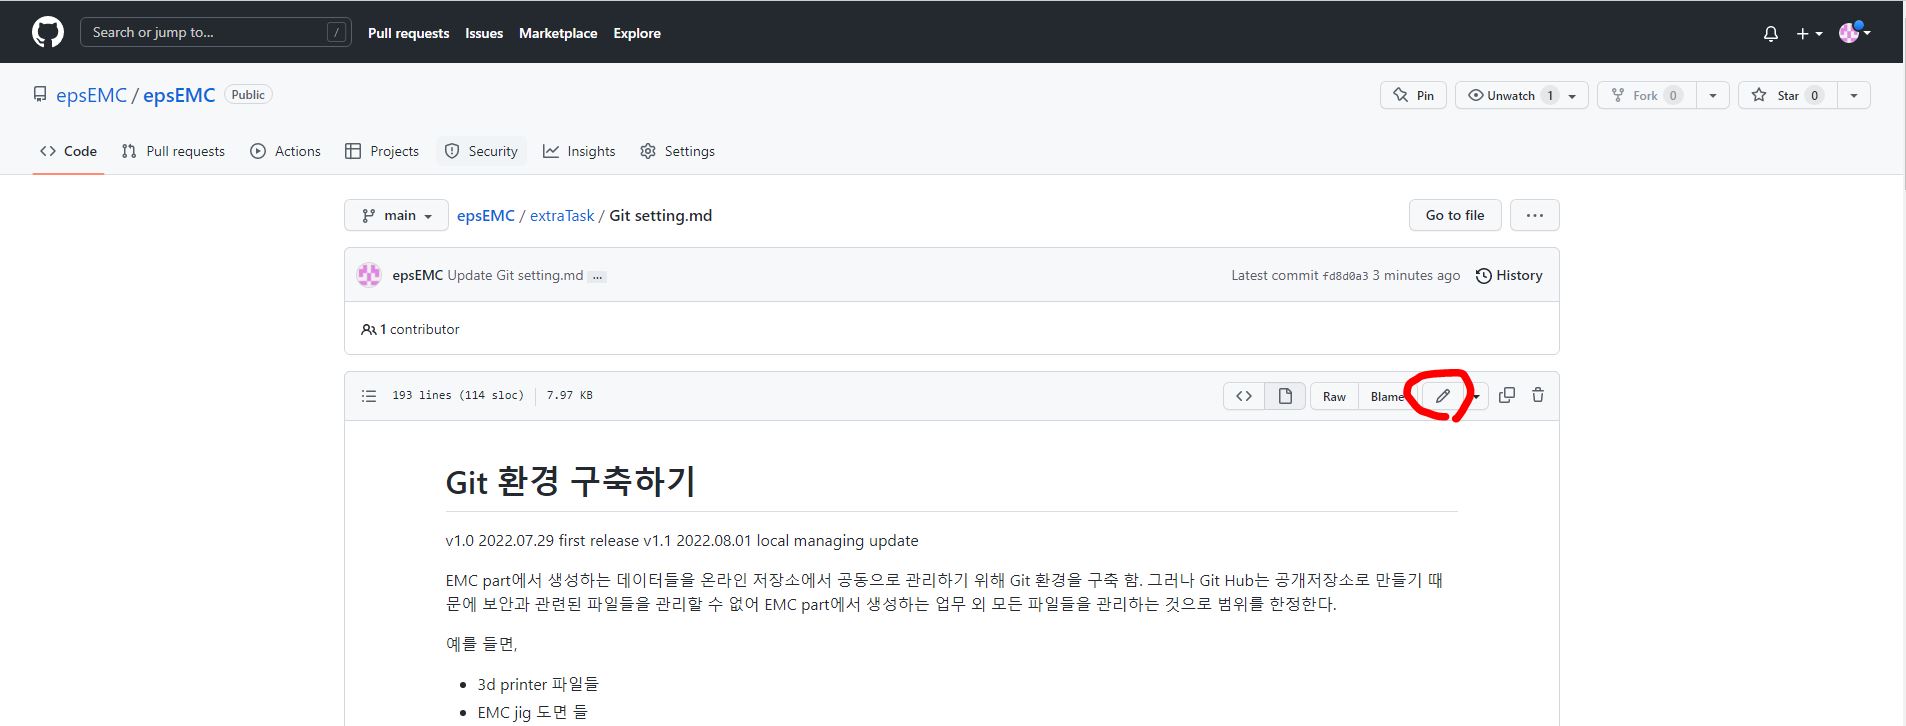 Search or jump to... /
Pull requests Issues Marketplace Explore
epsEMC / epsEMC Public
Pin Unwatch 1 Fork 0 Star 0
Code Pull requests Actions Projects Security Insights Settings
main epsEMC / extraTask / Git setting.md Go to file ...
epsEMC Update Git setting.md ... Latest commit fd8d0a3 3 minutes ago History
1 contributor
193 lines (114 sloc) 7.97 KB Raw Blame
Git 환경 구축하기
v1.0 2022.07.29 first release v1.1 2022.08.01 local managing update
EMC part에서 생성하는 데이터들을 온라인 저장소에서 공동으로 관리하기 위해 Git 환경을 구축 함. 그러나 Git Hub는 공개저장소로 만들기 때
문에 보안과 관련된 파일들을 관리할 수 없어 EMC part에서 생성하는 업무 외 모든 파일들을 관리하는 것으로 범위를 한정한다.
예를 들면,
• 3d printer 파일들
• EMC jig 도면 들